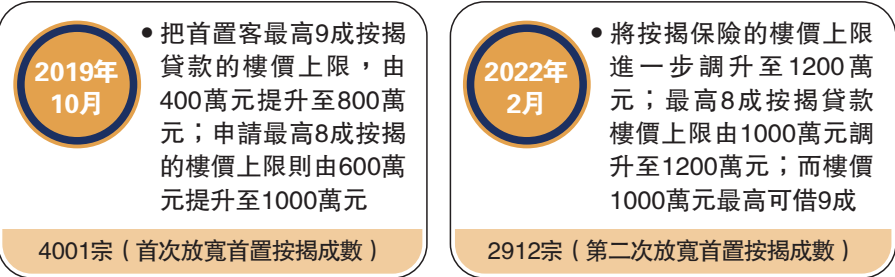 2019年
10月
•把首置客最高9成按揭
貸款的樓價上限，由
400萬元提升至800萬
元；申請最高8成按揭
的樓價上限則由600萬
元提升至1000萬元
4001宗（首次放寬首置按揭成數）
2022年
2月
•將按揭保險的樓價上限
進一步調升至1200萬
元；最高8成按揭貸款
樓價上限由1000萬元調
升至1200萬元；而樓價
1000萬元最高可借9成
2912宗（第二次放寬首置按揭成數）